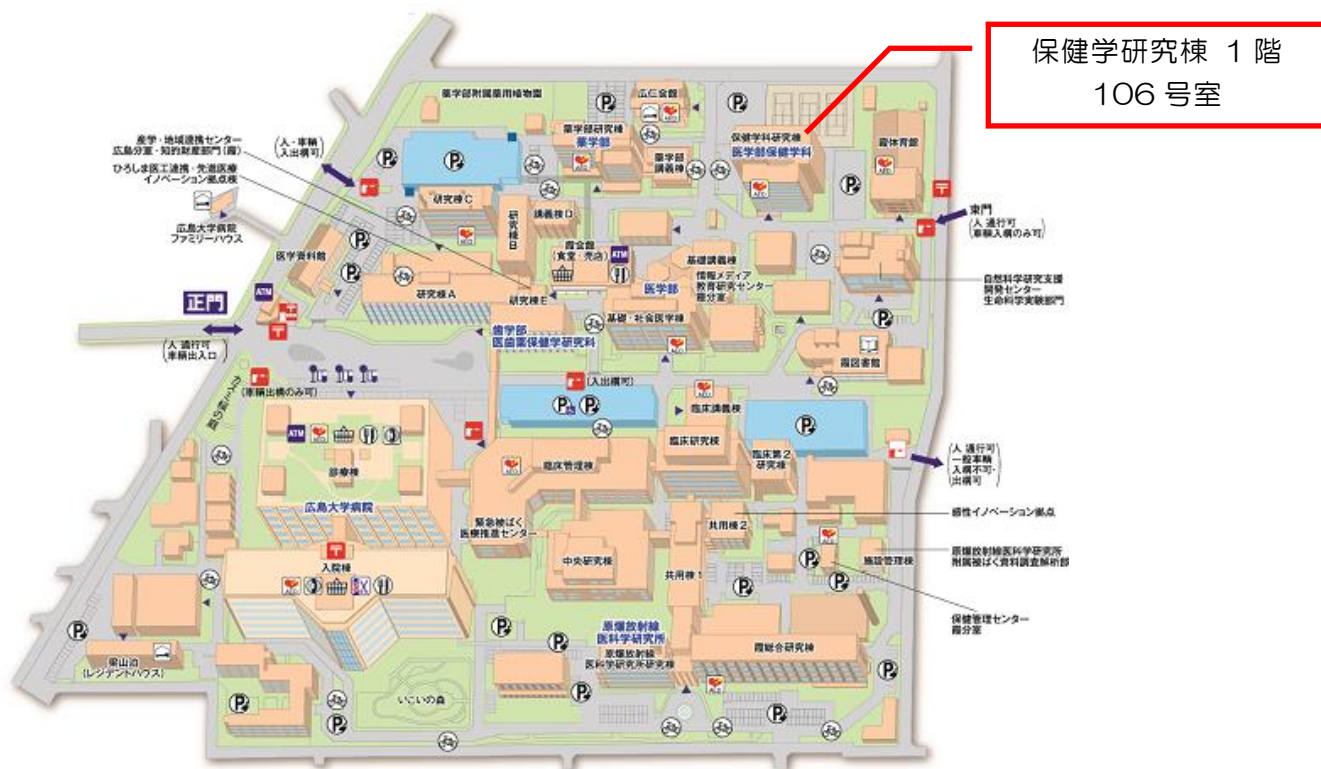 保健学研究棟 1階
106号室
薬学部附属薬用植物園
広仁会館
産学・地域連携センター
広島分室・知的財産部門(霞)
(人・車輌
入出構可)
ひろしま医工連携・先進医療
イノベーション拠点棟
薬学部研究棟
薬学部
薬学部
講義棟
保健学科研究棟
医学部保健学科
霞体育館
広島大学病院
ファミリーハウス
研究棟C
研究棟B
講義棟D
東門
(人 通行可
車輌入構のみ可)
医学資料館
霞会館
(食堂・売店)
ATM
基礎講義棟
情報メディア
教育研究センター
霞分室
自然科学研究支援
開発センター
生命科学実験部門
研究棟A
研究棟E
医学部
基礎・社会医学棟
正門
ATM
(人 通行可
車輌出入口)
歯学部
医歯薬保健学研究科
霞図書館
(車輌出構のみ可)
(入出構可)
臨床講義棟
ATM
診療棟
臨床管理棟
臨床研究棟
臨床第2
研究棟
(人 通行可
一般車輌
入構不可・
出構可)
広島大学病院
緊急被ばく
医療推進センター
共用棟2
感性イノベーション拠点
入院棟
中央研究棟
共用棟1
施設管理棟
原爆放射線医科学研究所
附属被ばく資料調査解析部
保健管理センター
霞分室
原爆放射線
医科学研究所
原爆放射線
医科学研究所研究棟
霞総合研究棟
(レジデントハウス)
いこいの森